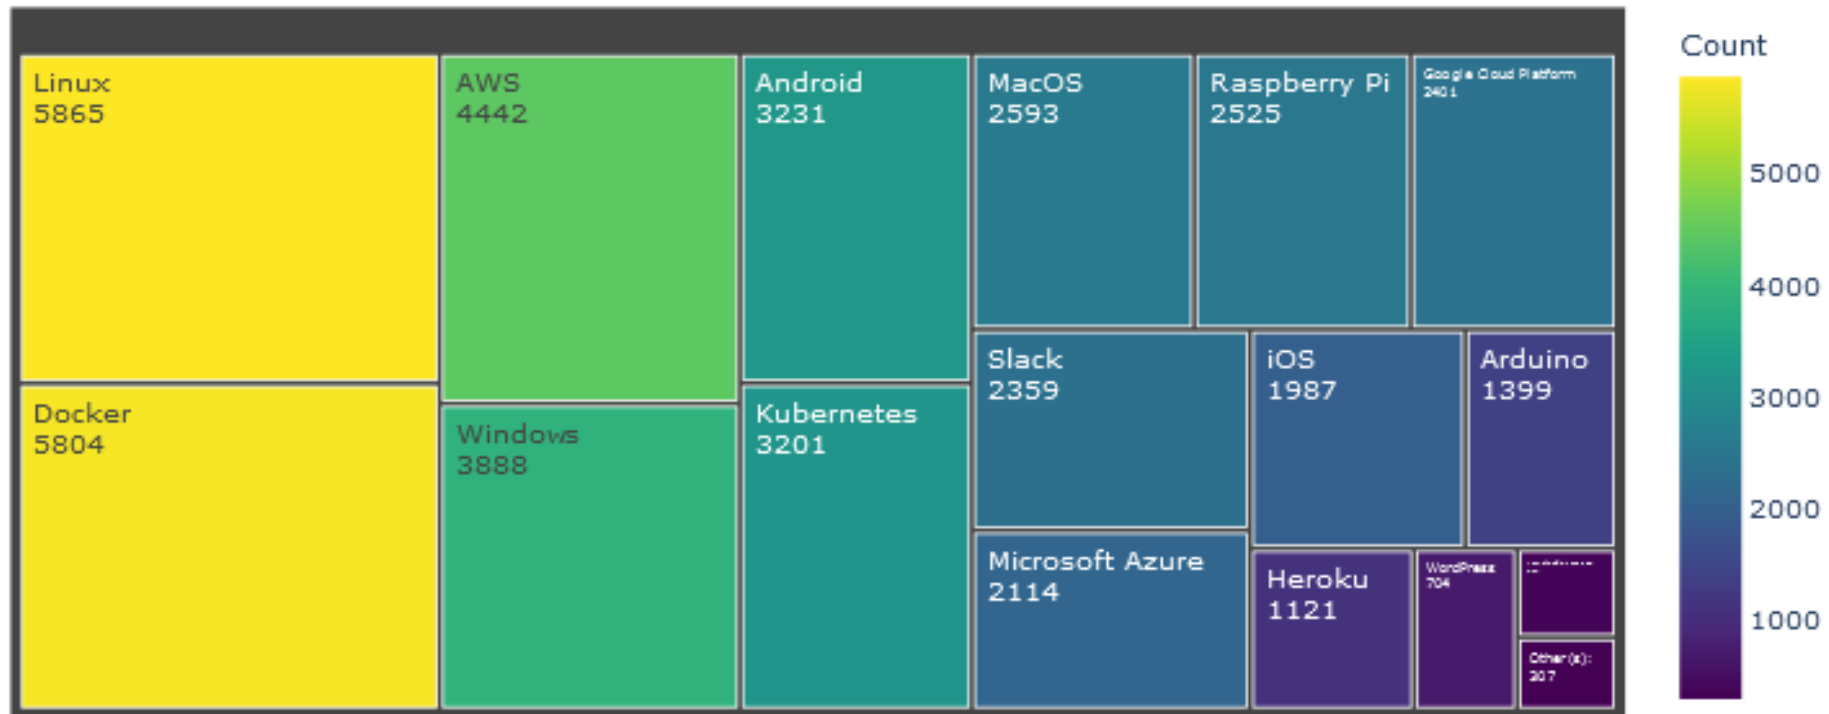 Linux
5865
AWS
4442
Android
3231
MacOS
2593
Raspberry Pi
2525
Google Cloud Platform
2401
Docker
5804
Windows
3888
Kubernetes
3201
Slack
2359
iOS
1987
Arduino
1399
Microsoft Azure
2114
Heroku
1121
WordPress
704
Other(s):
Count
5000
4000
3000
2000
1000